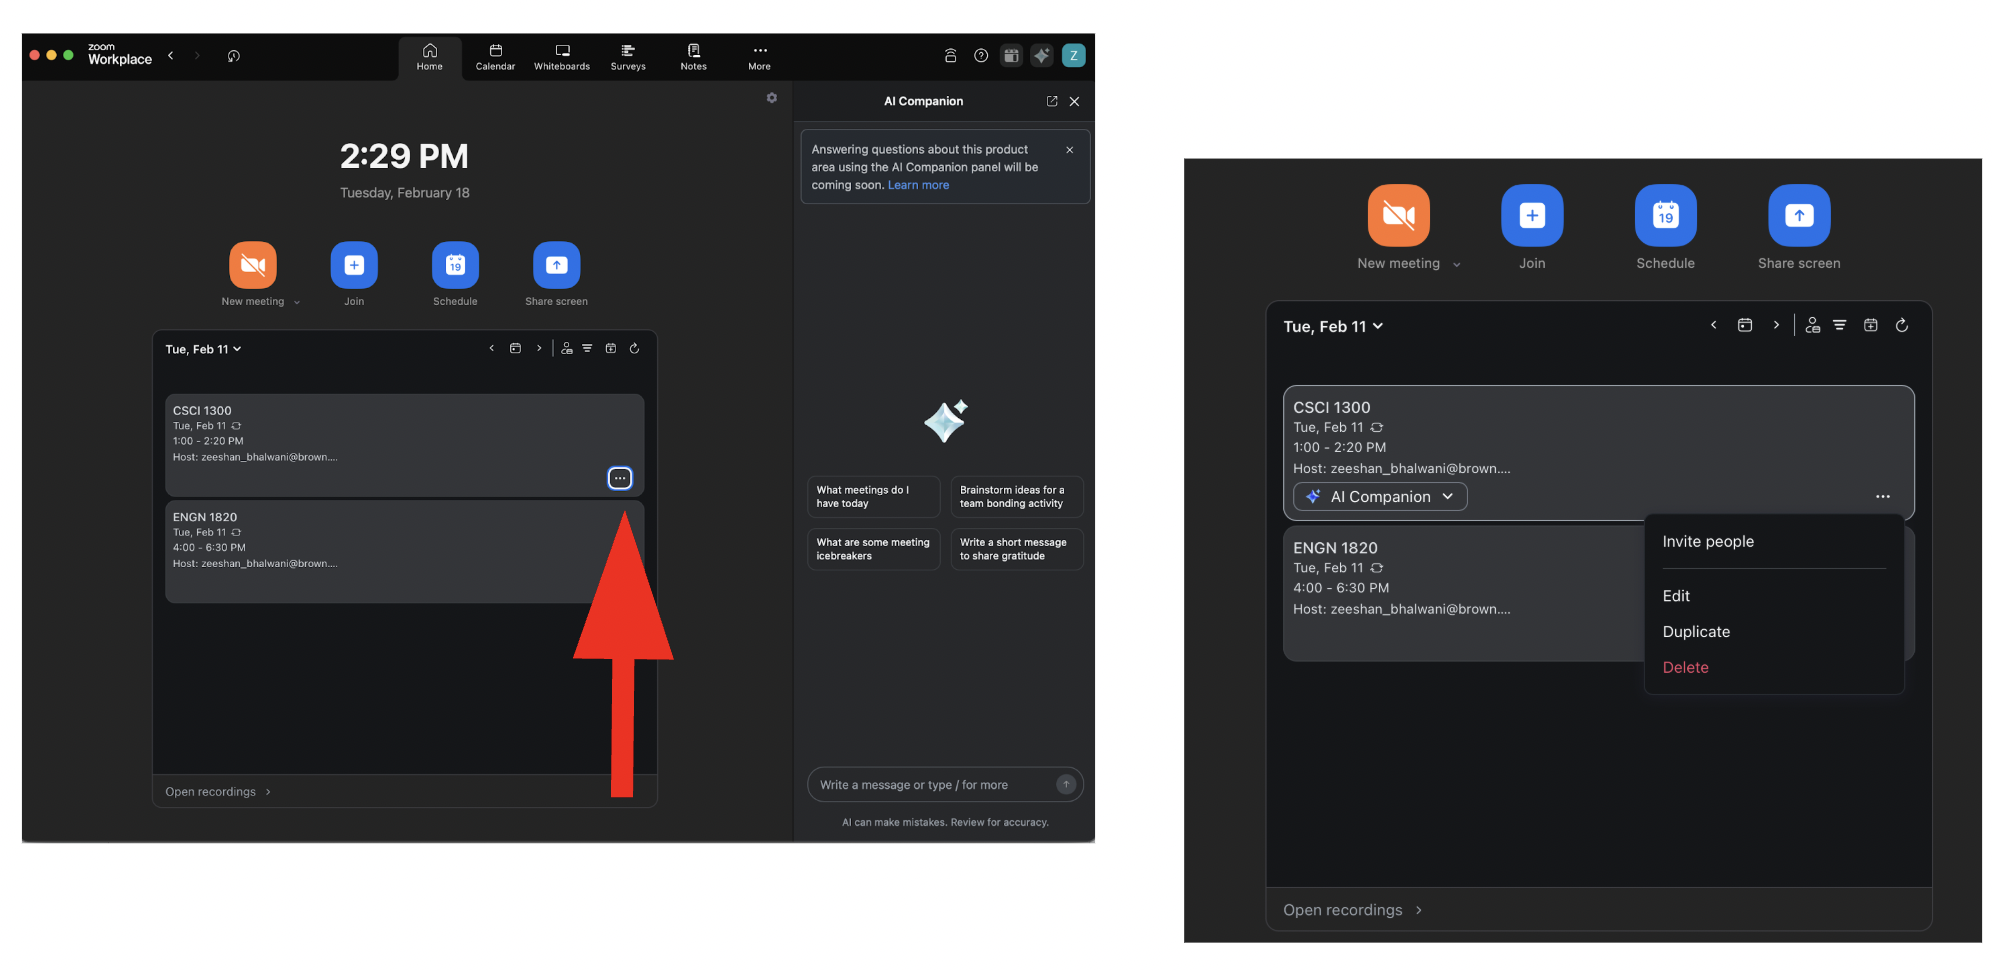 zoom
Workplace
Home
Calendar
Whiteboards
Surveys
Notes
More
Z
2:29 PM
Tuesday, February 18
New meeting
Join
19
Schedule
Share screen
Tue, Feb 11
CSCI 1300
Tue, Feb 11
1:00 - 2:20 PM
Host: zeeshan_bhalwani@brown....
ENGN 1820
Tue, Feb 11
4:00 - 6:30 PM
Host: zeeshan_bhalwani@brown....
Open recordings
AI Companion
Answering questions about this product
area using the AI Companion panel will be
coming soon. Learn more
What meetings do I
have today
Brainstorm ideas for a
team bonding activity
What are some meeting
icebreakers
Write a short message
to share gratitude
Write a message or type / for more
AI can make mistakes. Review for accuracy.
New meeting
Join
19
Schedule
Share screen
Tue, Feb 11
CSCI 1300
Tue, Feb 11
1:00 - 2:20 PM
Host: zeeshan_bhalwani@brown....
AI Companion
ENGN 1820
Tue, Feb 11
4:00 - 6:30 PM
Host: zeeshan_bhalwani@brown....
Invite people
Edit
Duplicate
Delete
Open recordings